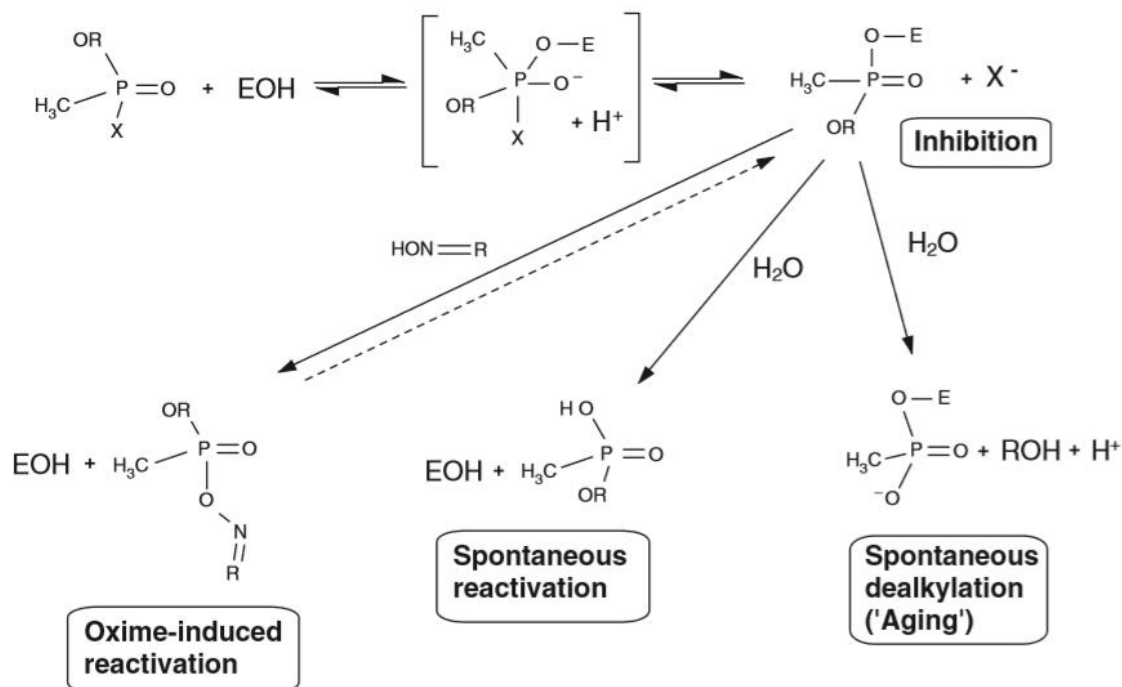 OR
H₃C P=O
X
+ EOH
H₃C O—E
P—O⁻
OR
X + H⁺
O—E
H₃C—P=O + X⁻
OR
Inhibition
HON=R
H₂O
H₂O
EOH +
OR
H₃C P=O
O
N
R
Oxime-induced
reactivation
EOH +
HO
H₃C P=O
OR
Spontaneous
reactivation
O—E
H₃C P=O + ROH + H⁺
⁻O
Spontaneous
dealkylation
('Aging')